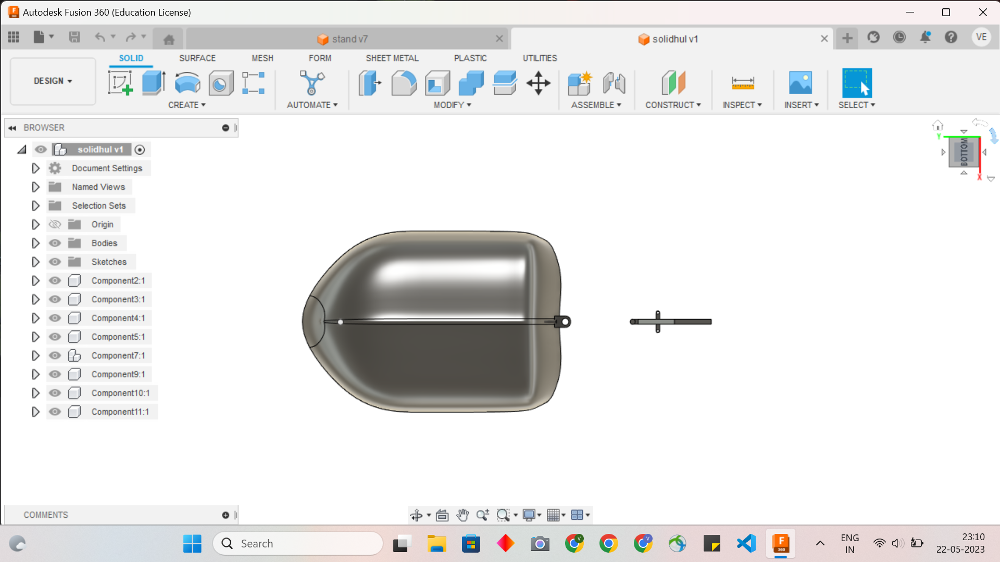 Autodesk Fusion 360 (Education License)
stand v7
solidhul v1
VE
SOLID SURFACE MESH FORM SHEET METAL PLASTIC UTILITIES
DESIGN
CREATE AUTOMATE MODIFY ASSEMBLE CONSTRUCT INSPECT INSERT SELECT
BROWSER
solidhul v1
Document Settings
Named Views
Selection Sets
Origin
Bodies
Sketches
Component2:1
Component3:1
Component4:1
Component5:1
Component7:1
Component9:1
Component10:1
Component11:1
Y
BOTTOM
X
COMMENTS
Search
V
V
F
360
ENG
IN
23:10
22-05-2023